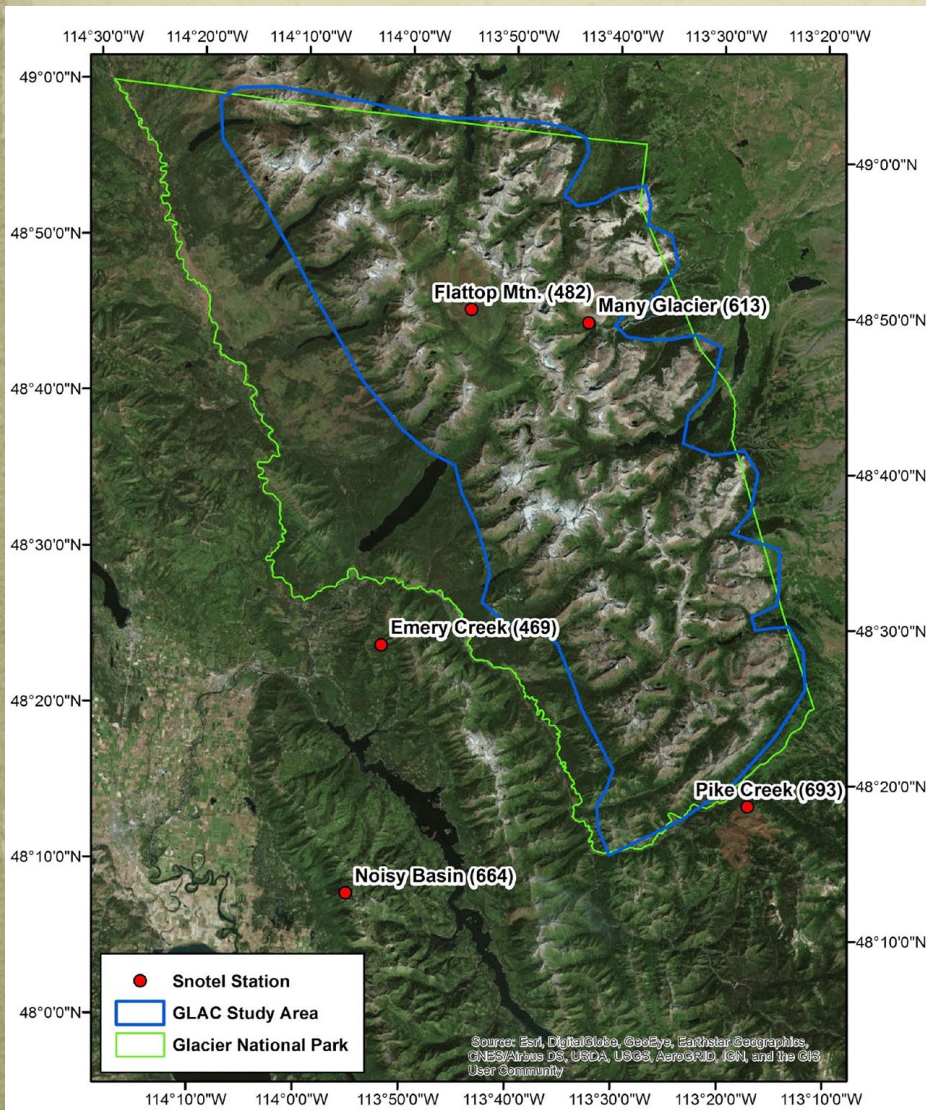 114°30'0"W 114°20'0"W 114°10'0"W 114°0'0"W 113°50'0"W 113°40'0"W 113°30'0"W 113°20'0"W
49°0'0"N
49°0'0"N
48°50'0"N
Flattop Mtn. (482)
Many Glacier (613)
48°50'0"N
48°40'0"N
48°40'0"N
48°30'0"N
Emery Creek (469)
48°30'0"N
48°20'0"N
Pike Creek (693)
48°20'0"N
48°10'0"N
Noisy Basin (664)
48°10'0"N
Snotel Station
48°0'0"N
GLAC Study Area
Glacier National Park
Source: Esri, DigitalGlobe, GeoEye, Earthstar Geographics,
CNES/Airbus DS, USDA, USGS, AeroGRID, IGN, and the GIS
User Community
114°10'0"W 114°0'0"W 113°50'0"W 113°40'0"W 113°30'0"W 113°20'0"W 113°10'0"W